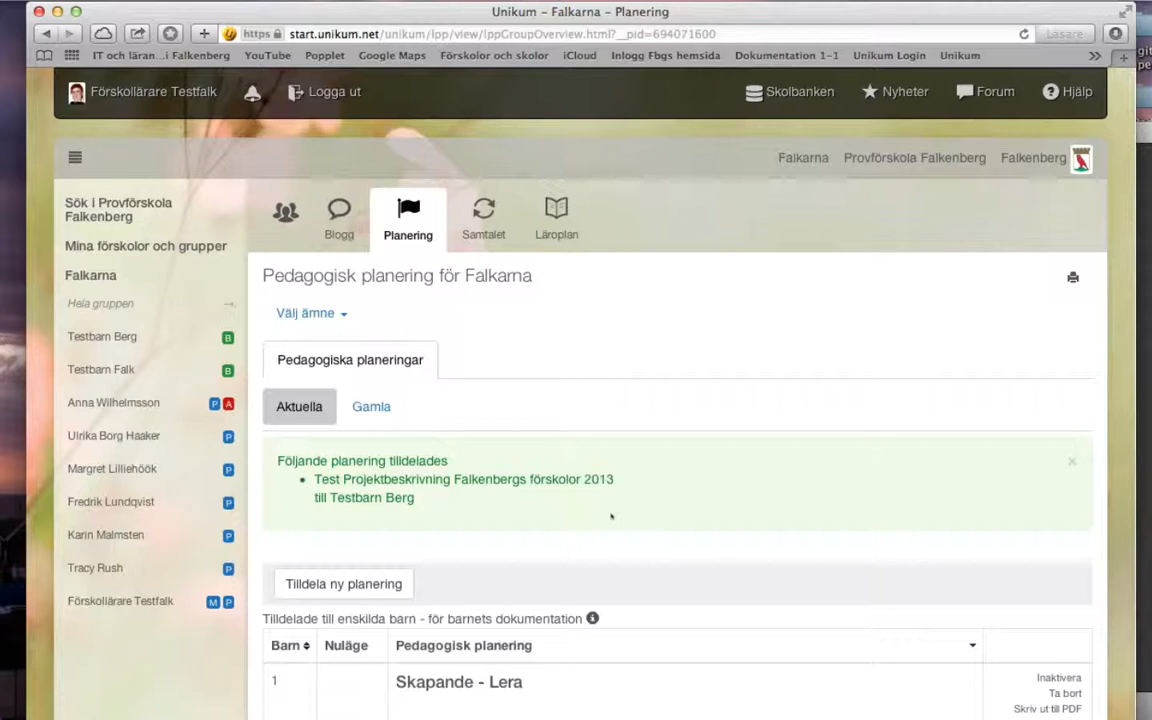 Unikum – Falkarna – Planering
https start.unikum.net/unikum/lpp/view/lppGroupOverview.html?__pid=694071600
Läsare
IT och läran...i Falkenberg YouTube Popplet Google Maps Förskolor och skolor iCloud Inlogg Fbgs hemsida Dokumentation 1–1 Unikum Login Unikum
Förskollärare Testfalk Logga ut Skolbanken Nyheter Forum Hjälp
Falkarna Provförskola Falkenberg Falkenberg
Sök i Provförskola
Falkenberg
Mina förskolor och grupper
Falkarna
Hela gruppen
Testbarn Berg B
Testbarn Falk B
Anna Wilhelmsson P A
Ulrika Borg Haaker P
Margret Lilliehöök P
Fredrik Lundqvist P
Karin Malmsten P
Tracy Rush P
Förskollärare Testfalk M P
Blogg Planering Samtalet Läroplan
Pedagogisk planering för Falkarna
Välj ämne
Pedagogiska planeringar
Aktuella Gamla
Följande planering tilldelades
• Test Projektbeskrivning Falkenbergs förskolor 2013
till Testbarn Berg
Tilldela ny planering
Tilldelade till enskilda barn - för barnets dokumentation
Barn Nuläge Pedagogisk planering
1 Skapande - Lera
Inaktivera
Ta bort
Skriv ut till PDF